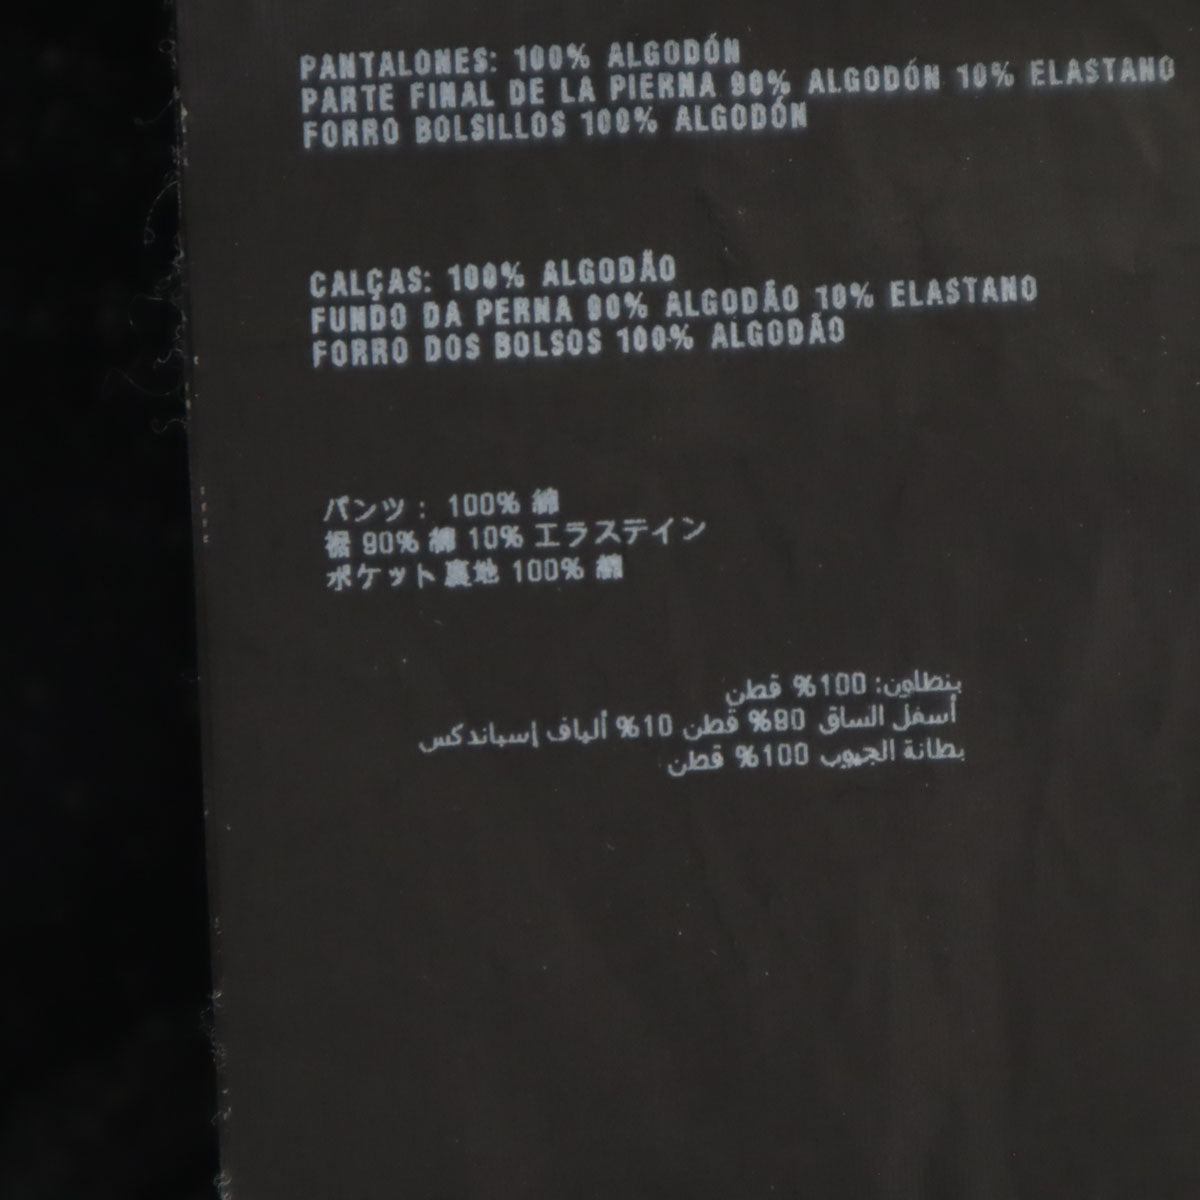 PANTALONES: 100% ALGODÓN
PARTE FINAL DE LA PIERNA 90% ALGODÓN 10% ELASTANO
FORRO BOLSILLOS 100% ALGODÓN
CALÇAS: 100% ALGODÃO
FUNDO DA PERNA 90% ALGODÃO 10% ELASTANO
FORRO DOS BOLSOS 100% ALGODÃO
パンツ: 100% 綿
裾 90% 綿 10% エラステイン
ポケット裏地 100% 綿
بنطلون: 100% قطن
أسفل الساق 90% قطن 10% ألياف إسباندكس
بطانة الجيوب 100% قطن